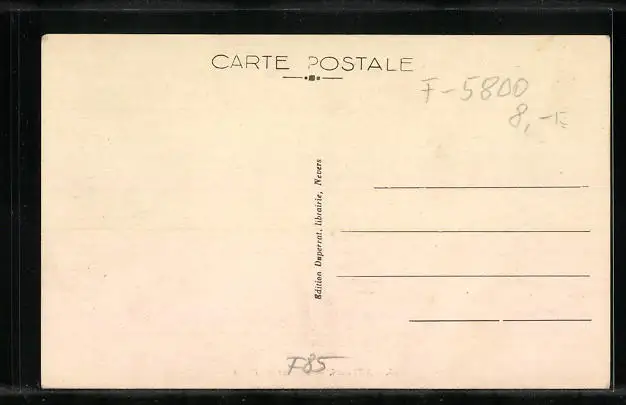 CARTE POSTALE
F-5800
8,-
Edition Duperrat, librairie, Nevers
F85